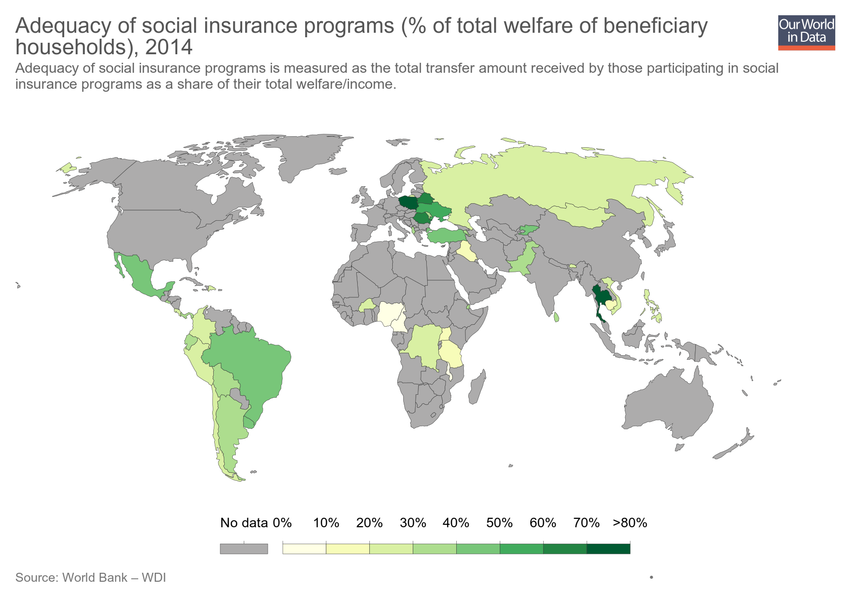 Adequacy of social insurance programs (% of total welfare of beneficiary
households), 2014
Our World
in Data
Adequacy of social insurance programs is measured as the total transfer amount received by those participating in social
insurance programs as a share of their total welfare/income.
No data 0% 10% 20% 30% 40% 50% 60% 70% >80%
Source: World Bank – WDI